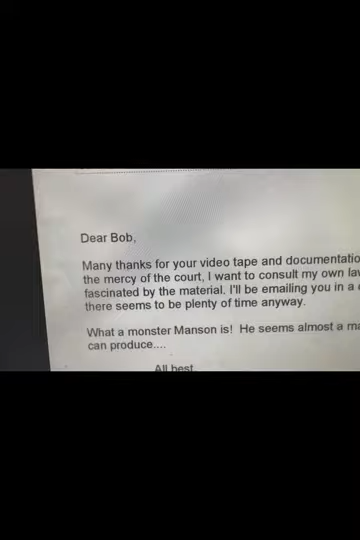 Dear Bob,
Many thanks for your video tape and
the mercy of the court, I want to consult my own
fascinated by the material. I'll be emailing you in a
there seems to be plenty of time anyway.
What a monster Manson is! He seems almost a
can produce....
All best